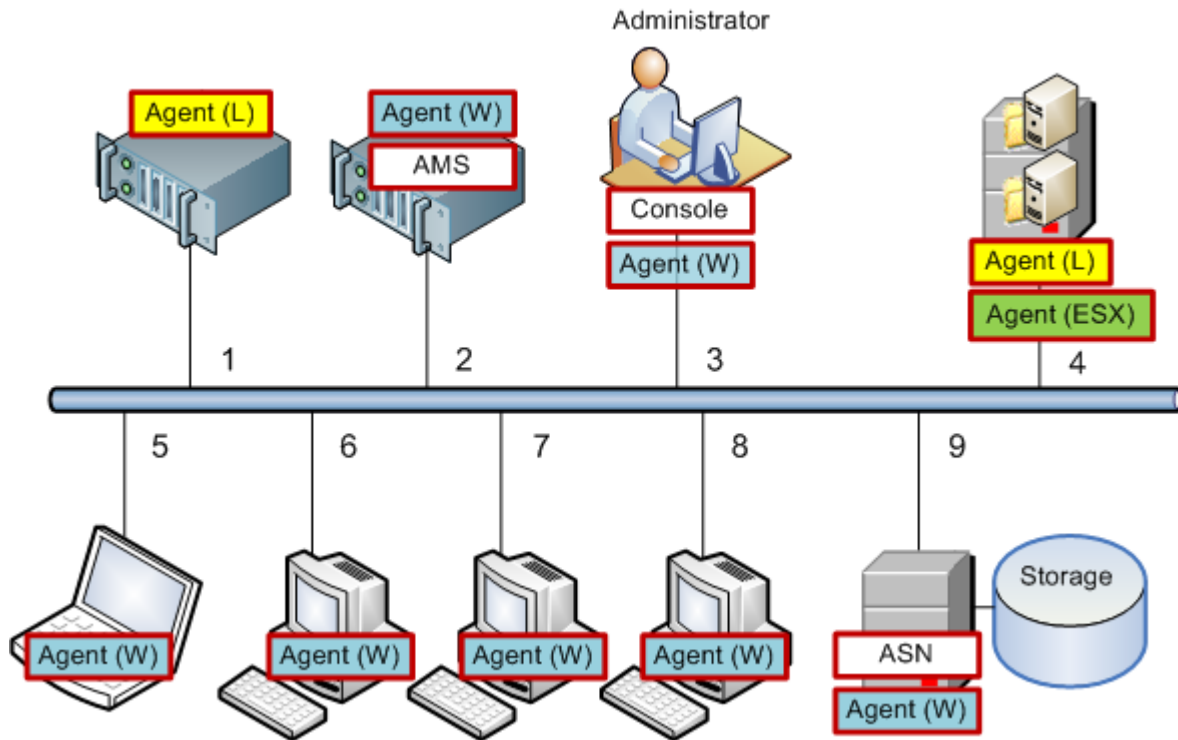 Administrator
Agent (L)
Agent (W)
AMS
Console
Agent (W)
Agent (L)
Agent (ESX)
1
2
3
4
5
6
7
8
9
Agent (W)
Agent (W)
Agent (W)
Agent (W)
ASN
Agent (W)
Storage